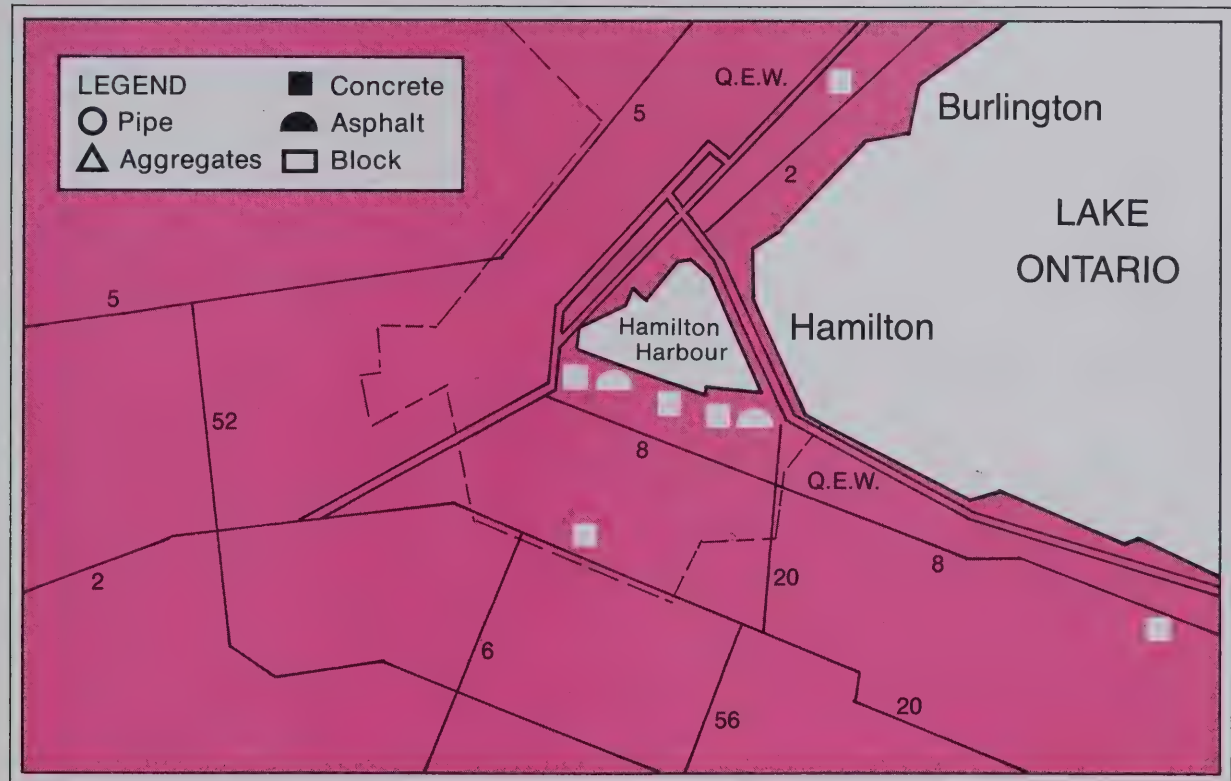 LEGEND
Pipe
Aggregates
Concrete
Asphalt
Block
Q.E.W.
5
Burlington
2
LAKE
ONTARIO
5
Hamilton
Harbour
Hamilton
52
8
Q.E.W.
2
20
8
6
56
20